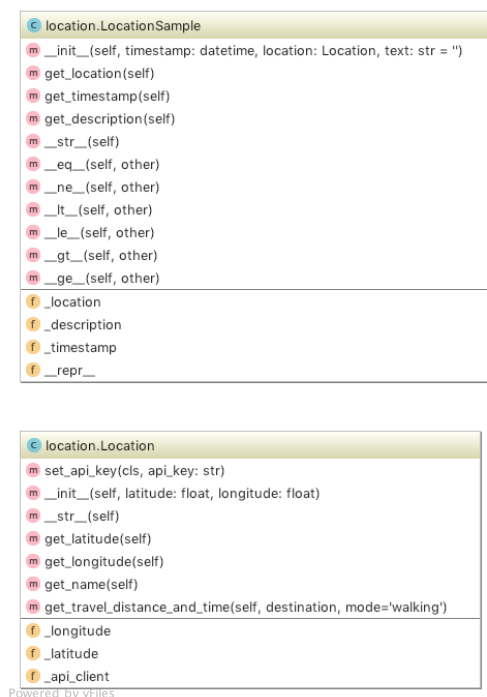 C location.LocationSample
m __init__(self, timestamp: datetime, location: Location, text: str = '')
m get_location(self)
m get_timestamp(self)
m get_description(self)
m __str__(self)
m __eq__(self, other)
m __ne__(self, other)
m __lt__(self, other)
m __le__(self, other)
m __gt__(self, other)
m __ge__(self, other)
f _location
f _description
f _timestamp
f __repr__
C location.Location
m set_api_key(cls, api_key: str)
m __init__(self, latitude: float, longitude: float)
m __str__(self)
m get_latitude(self)
m get_longitude(self)
m get_name(self)
m get_travel_distance_and_time(self, destination, mode='walking')
f _longitude
f _latitude
f _api_client
Powered by yFiles